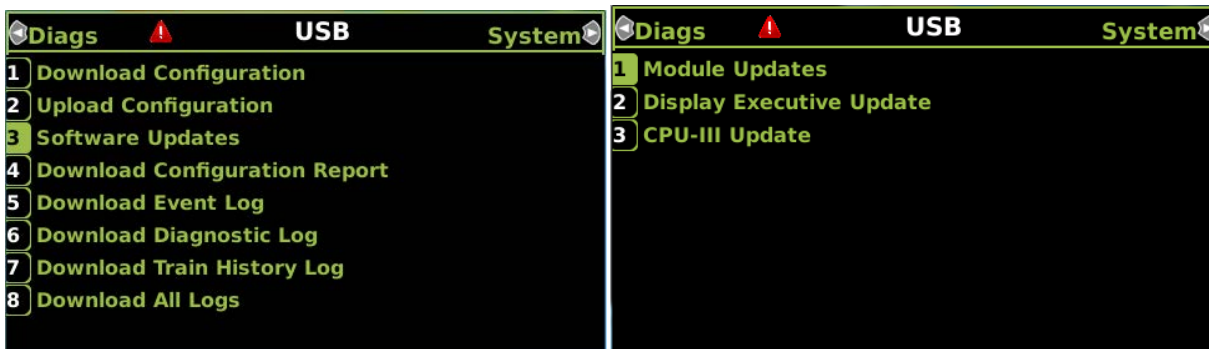 Diags USB System
1 Download Configuration
2 Upload Configuration
3 Software Updates
4 Download Configuration Report
5 Download Event Log
6 Download Diagnostic Log
7 Download Train History Log
8 Download All Logs
Diags USB System
1 Module Updates
2 Display Executive Update
3 CPU-III Update